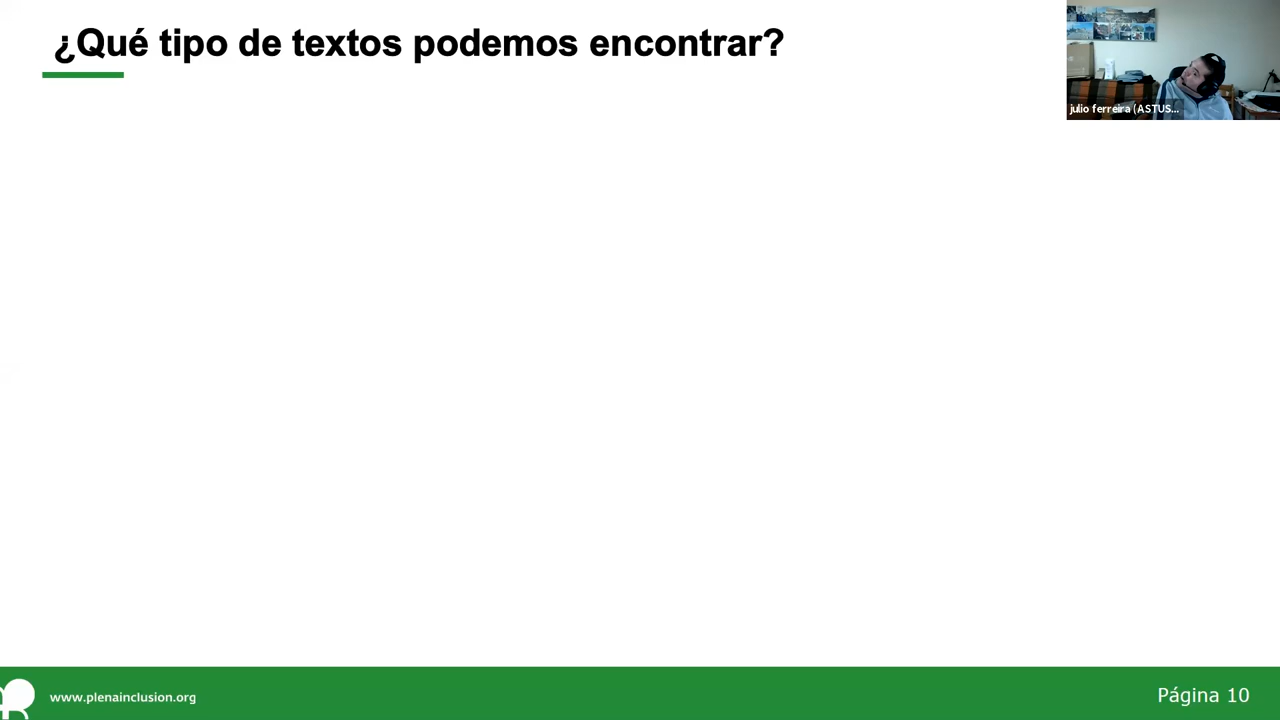 ¿Qué tipo de textos podemos encontrar?
julio ferreira (ASTUS...
www.plenainclusion.org
Página 10